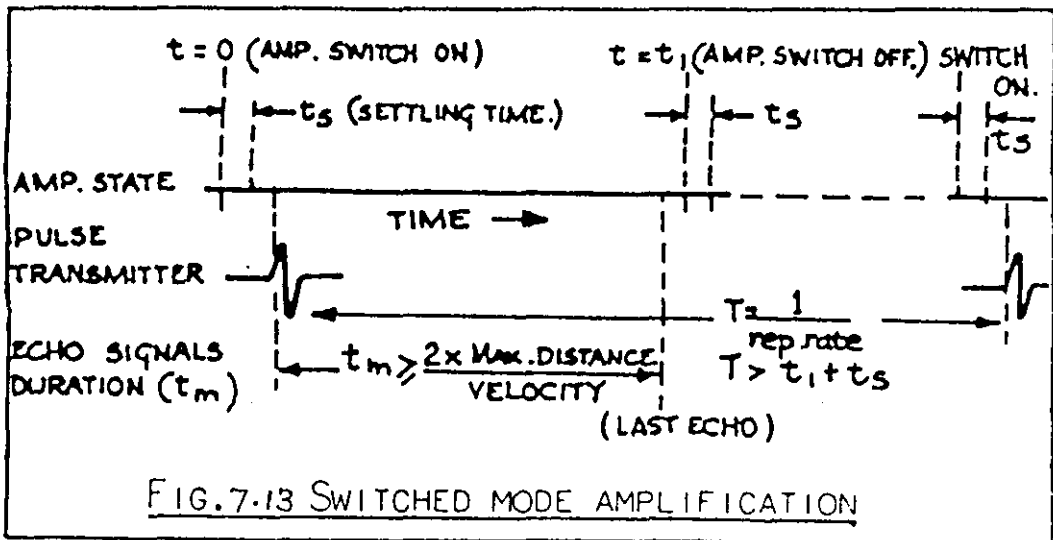 t = 0 (AMP. SWITCH ON)
t = t₁ (AMP. SWITCH OFF.) SWITCH
ON.
tS (SETTLING TIME.)
tS
tS
AMP. STATE
TIME
PULSE
TRANSMITTER
T = 1
rep rate
ECHO SIGNALS
DURATION (tm)
tm ⩾ 2 x MAX. DISTANCE
VELOCITY
T > t₁ + tS
(LAST ECHO)
FIG. 7.13 SWITCHED MODE AMPLIFICATION